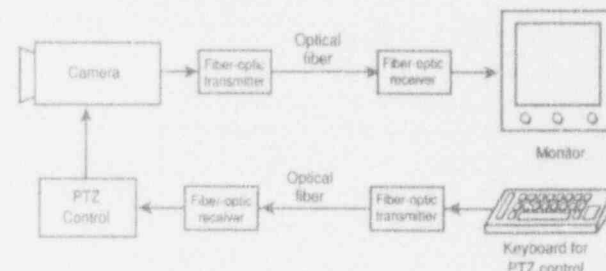 Camera
Fiber-optic
transmitter
Optical
fiber
Fiber-optic
receiver
Monitor
PTZ
Control
Fiber-optic
receiver
Optical
fiber
Fiber-optic
transmitter
Keyboard for
PTZ control